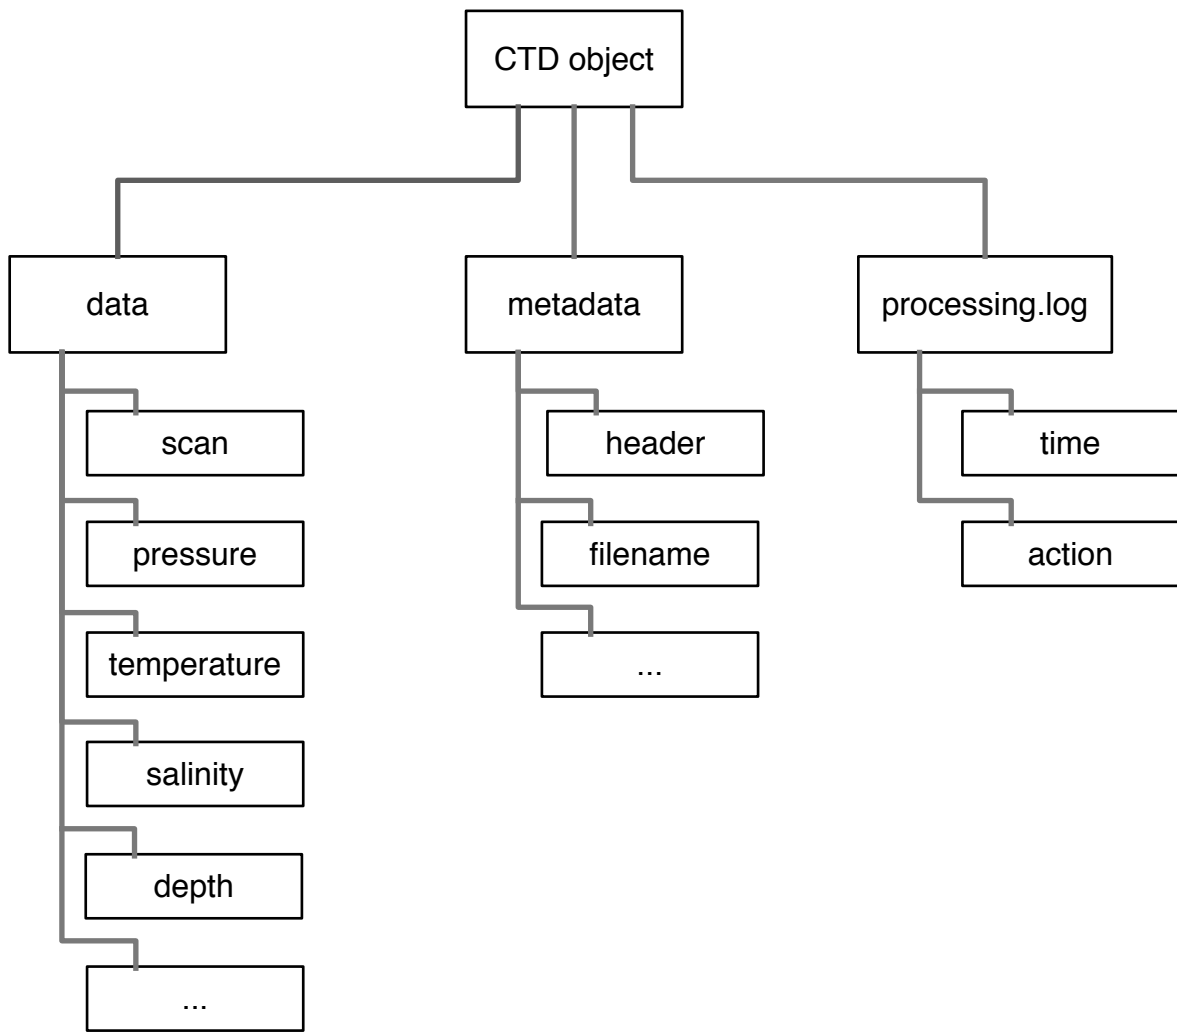 CTD object
data
metadata
processing.log
scan
header
time
pressure
filename
action
temperature
...
salinity
depth
...